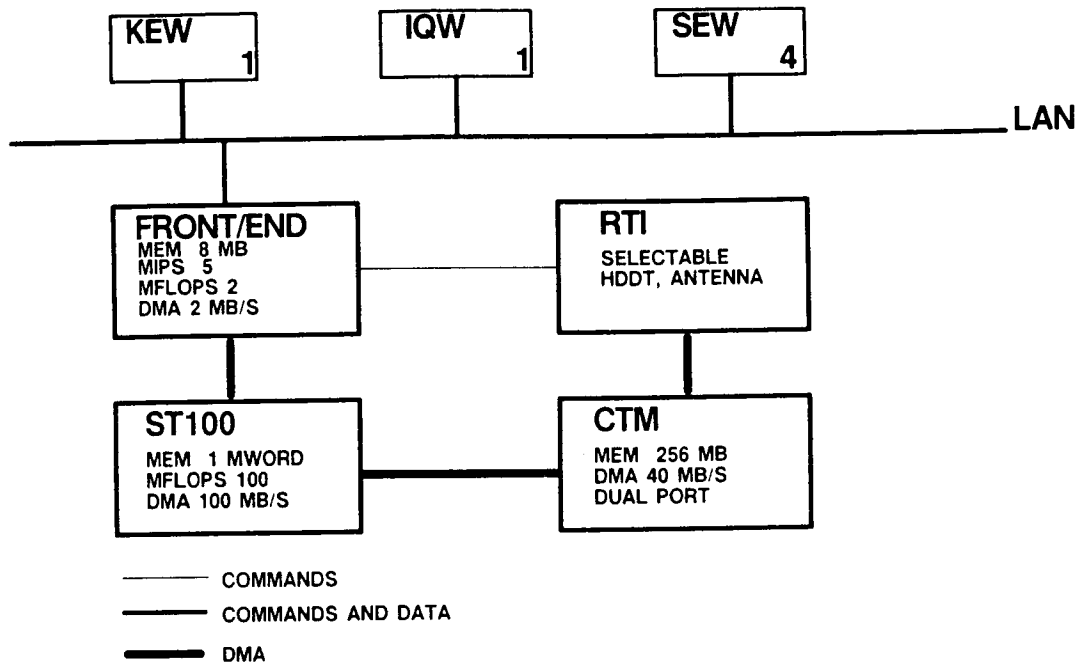 KEW
1
IQW
1
SEW
4
LAN
FRONT/END
MEM 8 MB
MIPS 5
MFLOPS 2
DMA 2 MB/S
RTI
SELECTABLE
HDDT, ANTENNA
ST100
MEM 1 MWORD
MFLOPS 100
DMA 100 MB/S
CTM
MEM 256 MB
DMA 40 MB/S
DUAL PORT
COMMANDS
COMMANDS AND DATA
DMA